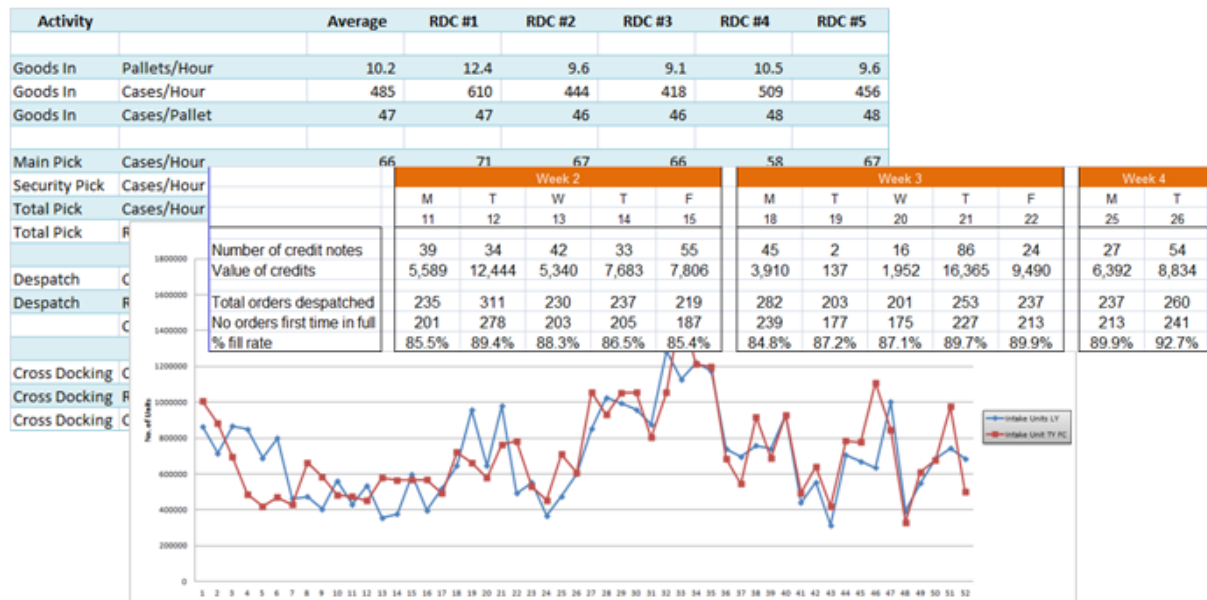 Activity Average RDC #1 RDC #2 RDC #3 RDC #4 RDC #5
Goods In Pallets/Hour 10.2 12.4 9.6 9.1 10.5 9.6
Goods In Cases/Hour 485 610 444 418 509 456
Goods In Cases/Pallet 47 47 46 46 48 48
Main Pick Cases/Hour 66 71 67 66 58 67
Security Pick Cases/Hour
Total Pick Cases/Hour
Total Pick R
Despatch C
Despatch R
C
Cross Docking C
Cross Docking R
Cross Docking C
Week 2 Week 3 Week 4
M T W T F M T W T F M T
11 12 13 14 15 18 19 20 21 22 25 26
Number of credit notes 39 34 42 33 55 45 2 16 86 24 27 54
Value of credits 5,589 12,444 5,340 7,683 7,806 3,910 137 1,952 16,365 9,490 6,392 8,834
Total orders despatched 235 311 230 237 219 282 203 201 253 237 237 260
No orders first time in full 201 278 203 205 187 239 177 175 227 213 213 241
% fill rate 85.5% 89.4% 88.3% 86.5% 85.4% 84.8% 87.2% 87.1% 89.7% 89.9% 89.9% 92.7%
1800000
1600000
1400000
1200000
1000000
800000
600000
400000
200000
0
No. of Units
1 2 3 4 5 6 7 8 9 10 11 12 13 14 15 16 17 18 19 20 21 22 23 24 25 26 27 28 29 30 31 32 33 34 35 36 37 38 39 40 41 42 43 44 45 46 47 48 49 50 51 52
Intake Units LY
Intake Unit TY FC